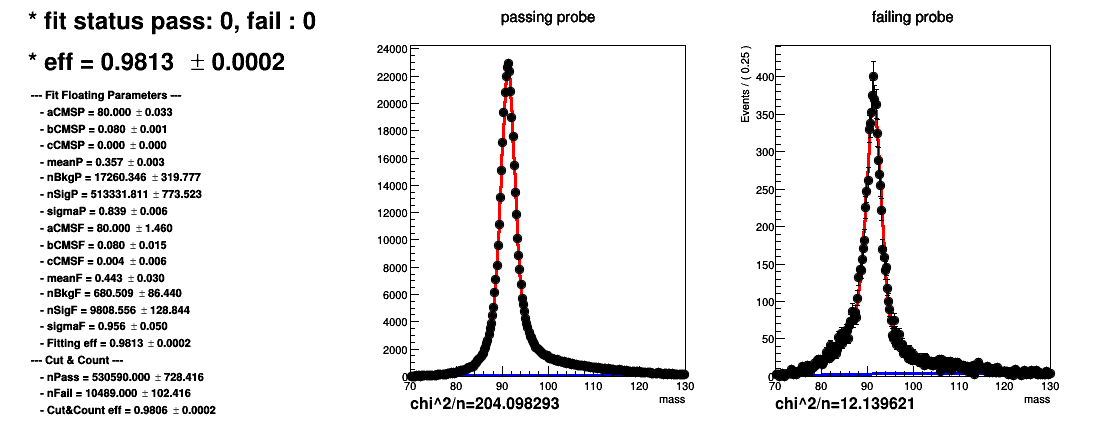 * fit status pass: 0, fail : 0
* eff = 0.9813 ± 0.0002
--- Fit Floating Parameters ---
- aCMSP = 80.000 ± 0.033
- bCMSP = 0.080 ± 0.001
- cCMSP = 0.000 ± 0.000
- meanP = 0.357 ± 0.003
- nBkgP = 17260.346 ± 319.777
- nSigP = 513331.811 ± 773.523
- sigmaP = 0.839 ± 0.006
- aCMSF = 80.000 ± 1.460
- bCMSF = 0.080 ± 0.015
- cCMSF = 0.004 ± 0.006
- meanF = 0.443 ± 0.030
- nBkgF = 680.509 ± 86.440
- nSigF = 9808.556 ± 128.844
- sigmaF = 0.956 ± 0.050
- Fitting eff = 0.9813 ± 0.0002
--- Cut & Count ---
- nPass = 530590.000 ± 728.416
- nFail = 10489.000 ± 102.416
- Cut&Count eff = 0.9806 ± 0.0002
passing probe
24000
22000
20000
18000
16000
14000
12000
10000
8000
6000
4000
2000
0
70 80 90 100 110 120 130
mass
chi^2/n=204.098293
failing probe
Events / ( 0.25 )
400
350
300
250
200
150
100
50
0
70 80 90 100 110 120 130
mass
chi^2/n=12.139621